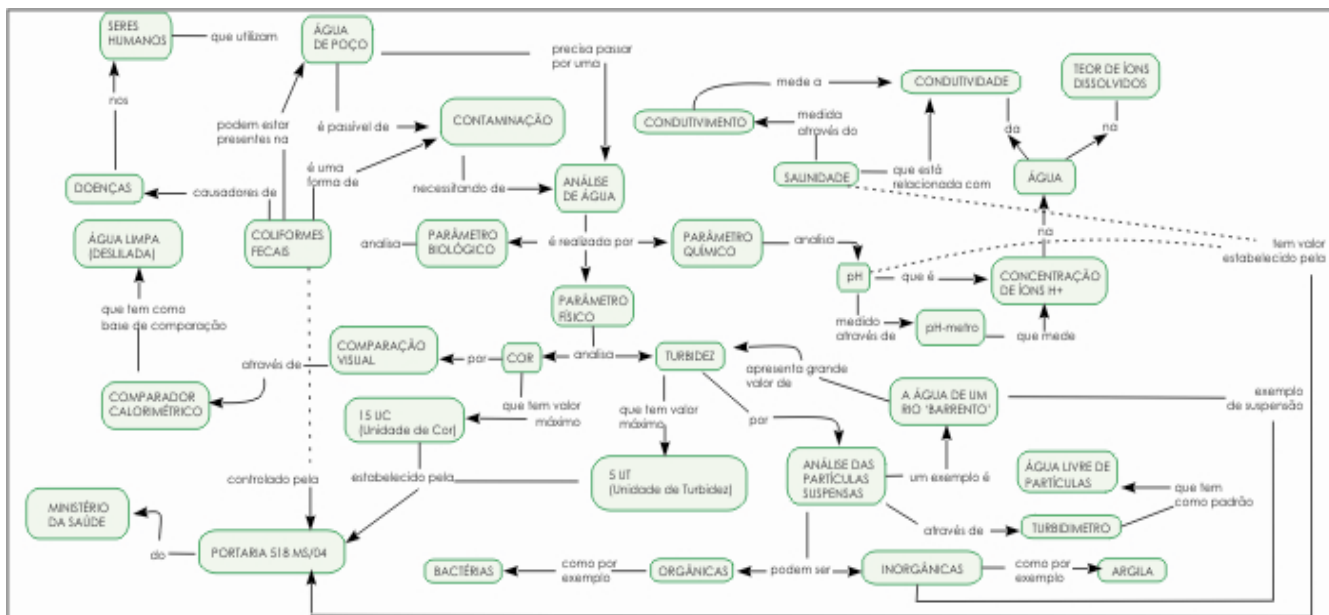 SERES
HUMANOS
que utilizam
ÁGUA
DE POÇO
precisa passar
por uma
nos
podem estar
presentes na
é passível de
CONTAMINAÇÃO
é uma
forma de
necessitando de
ANÁLISE
DE ÁGUA
DOENÇAS
causadores de
COLIFORMES
FECAIS
mede a
CONDUTIVIDADE
TEOR DE ÍONS
DISSOLVIDOS
CONDUTIVIMENTO
medida
através do
da
na
SALINIDADE
que está
relacionada com
ÁGUA
na
ÁGUA LIMPA
(DESLILADA)
analisa
PARÂMETRO
BIOLÓGICO
é realizada por
PARÂMETRO
QUÍMICO
analisa
pH
que é
CONCENTRAÇÃO
DE ÍONS H+
tem valor
estabelecido pela
medido
através de
pH-metro
que mede
PARÂMETRO
FÍSICO
que tem como
base de comparação
COMPARAÇÃO
VISUAL
através de
por
COR
analisa
TURBIDEZ
apresenta grande
valor de
COMPARADOR
CALORIMÉTRICO
que tem valor
máximo
15 UC
(Unidade de Cor)
que tem valor
máximo
por
A ÁGUA DE UM
RIO 'BARRENTO'
exemplo
de suspensão
estabelecido pela
5 UT
(Unidade de Turbidez)
ANÁLISE DAS
PARTÍCULAS
SUSPENSAS
um exemplo é
ÁGUA LIVRE DE
PARTÍCULAS
que tem
como padrão
controlado pela
MINISTÉRIO
DA SAÚDE
do
PORTARIA 518 MS/04
através de
TURBIDIMETRO
BACTÉRIAS
como por
exemplo
ORGÂNICAS
podem ser
INORGÂNICAS
como por
exemplo
ARGILA